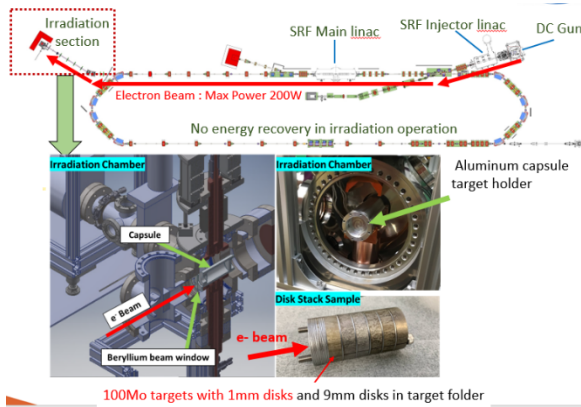 Irradiation
section
SRF Main linac
SRF Injector linac
DC Gun
Electron Beam : Max Power 200W
No energy recovery in irradiation operation
Irradiation Chamber
Capsule
e⁻ Beam
Beryllium beam window
Irradiation Chamber
Aluminum capsule
target holder
Disk Stack Sample
e- beam
100Mo targets with 1mm disks and 9mm disks in target folder